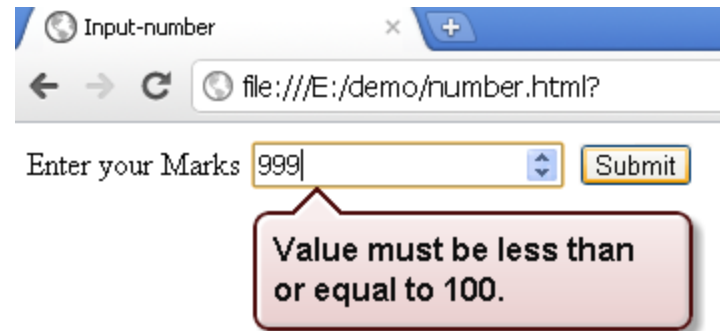 Input-number
file:///E:/demo/number.html?
Enter your Marks 999 Submit
Value must be less than
or equal to 100.